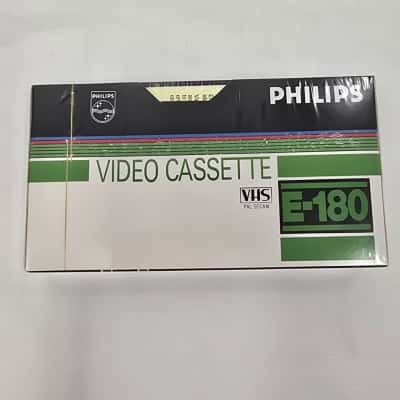 PHILIPS
PHILIPS
VIDEO CASSETTE
VHS
PAL SECAM
E-180